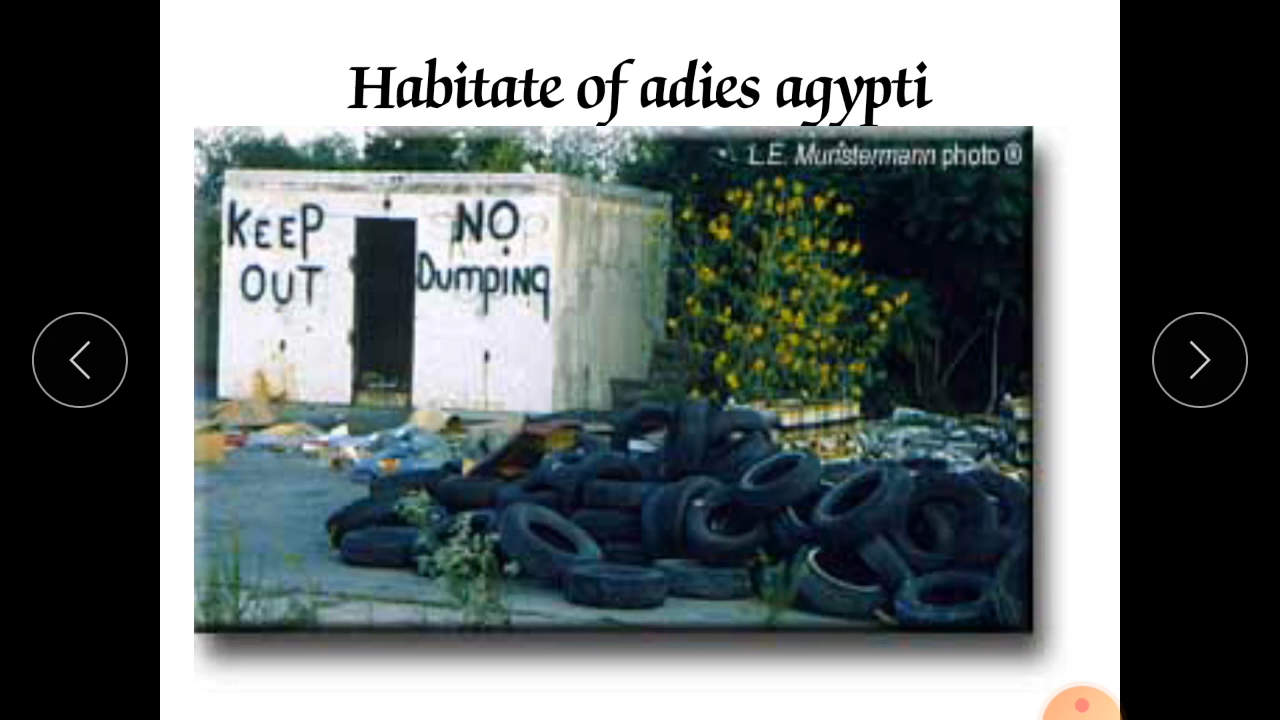 Habitate of adies agypti
L.E. Munstermann photo ®
KEEP
OUT
NO
Dumping